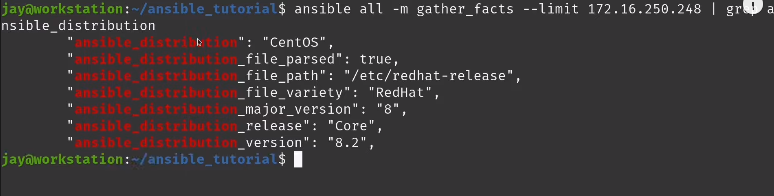 jay@workstation:~/ansible_tutorial$ ansible all -m gather_facts --limit 172.16.250.248 | grep a
nsible_distribution
"ansible_distribution": "CentOS",
"ansible_distribution_file_parsed": true,
"ansible_distribution_file_path": "/etc/redhat-release",
"ansible_distribution_file_variety": "RedHat",
"ansible_distribution_major_version": "8",
"ansible_distribution_release": "Core",
"ansible_distribution_version": "8.2",
jay@workstation:~/ansible_tutorial$